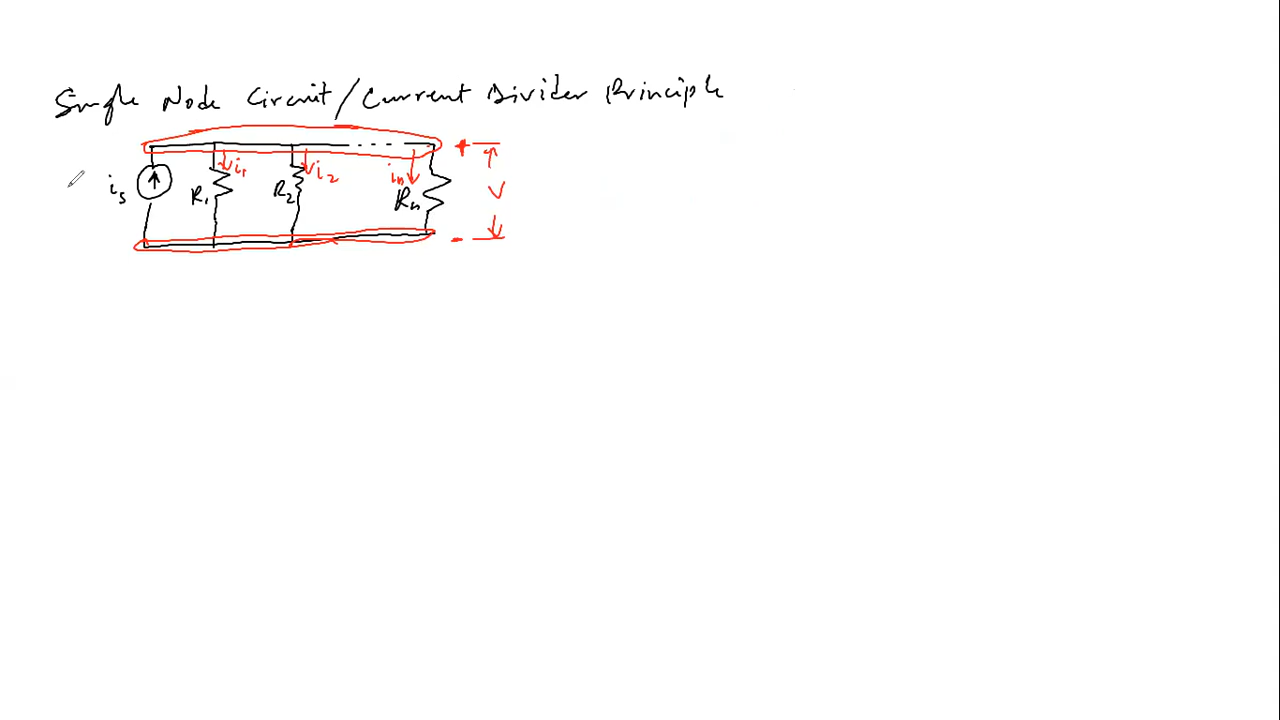 Single Node Circuit / Current Divider Principle
+
i₁ i₂ iₙ
iₛ R₁ R₂ Rₙ V
-